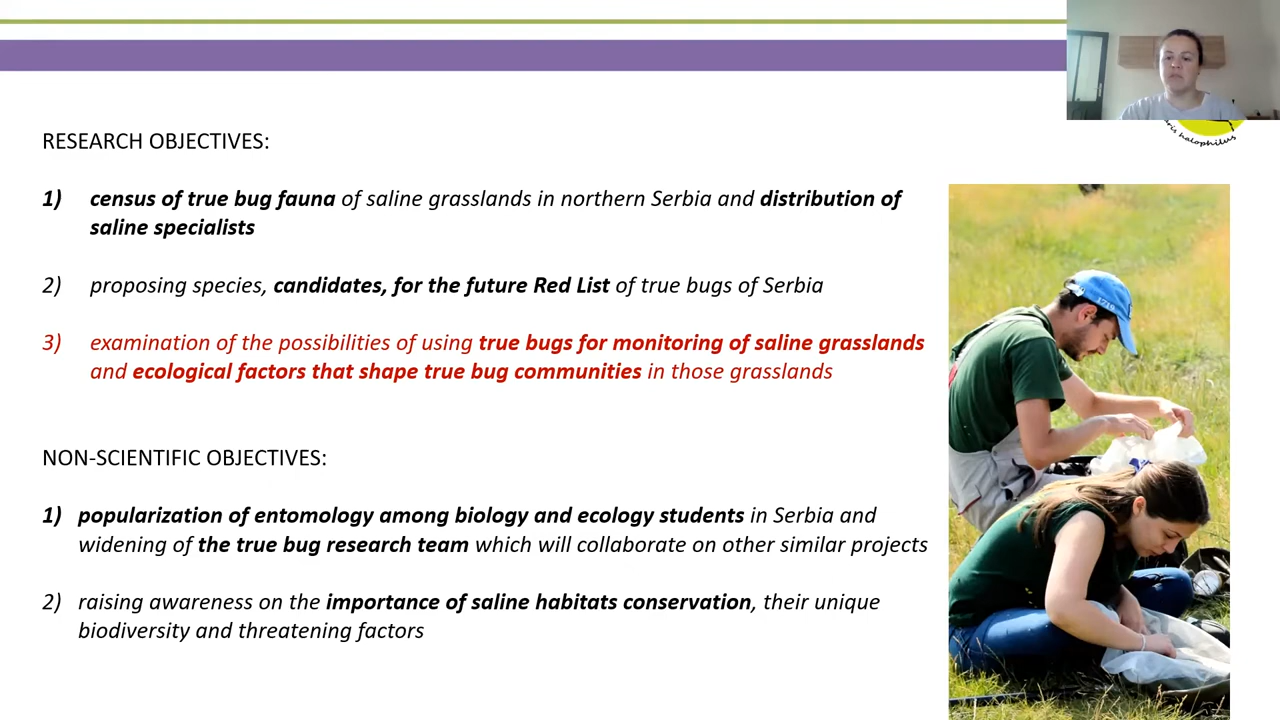 halophilus
RESEARCH OBJECTIVES:
1) census of true bug fauna of saline grasslands in northern Serbia and distribution of
saline specialists
2) proposing species, candidates, for the future Red List of true bugs of Serbia
3) examination of the possibilities of using true bugs for monitoring of saline grasslands
and ecological factors that shape true bug communities in those grasslands
NON-SCIENTIFIC OBJECTIVES:
1) popularization of entomology among biology and ecology students in Serbia and
widening of the true bug research team which will collaborate on other similar projects
2) raising awareness on the importance of saline habitats conservation, their unique
biodiversity and threatening factors
1719